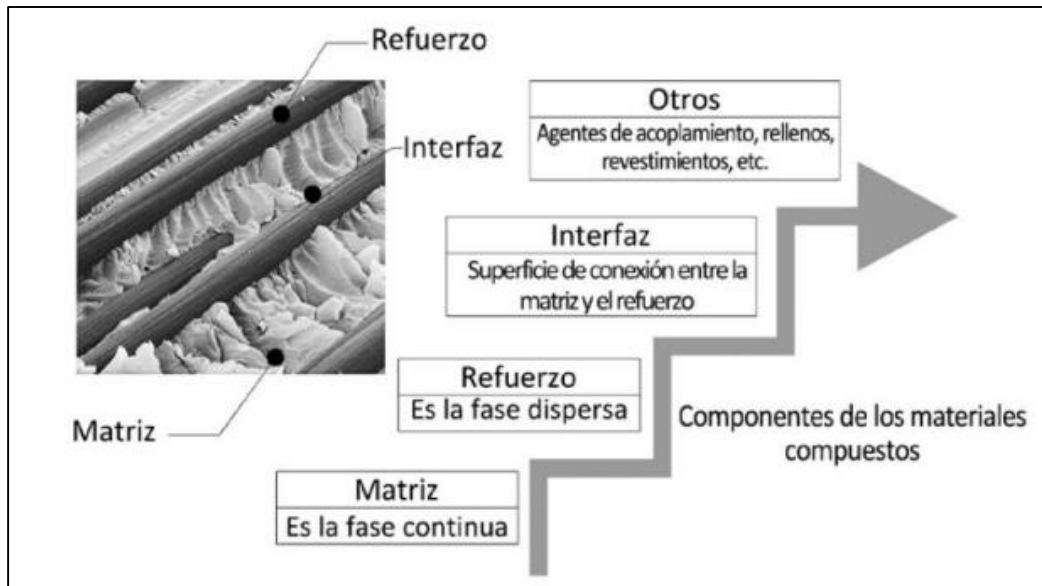 Refuerzo
Interfaz
Matriz
Otros
Agentes de acoplamiento, rellenos,
revestimientos, etc.
Interfaz
Superficie de conexión entre la
matriz y el refuerzo
Refuerzo
Es la fase dispersa
Matriz
Es la fase continua
Componentes de los materiales
compuestos